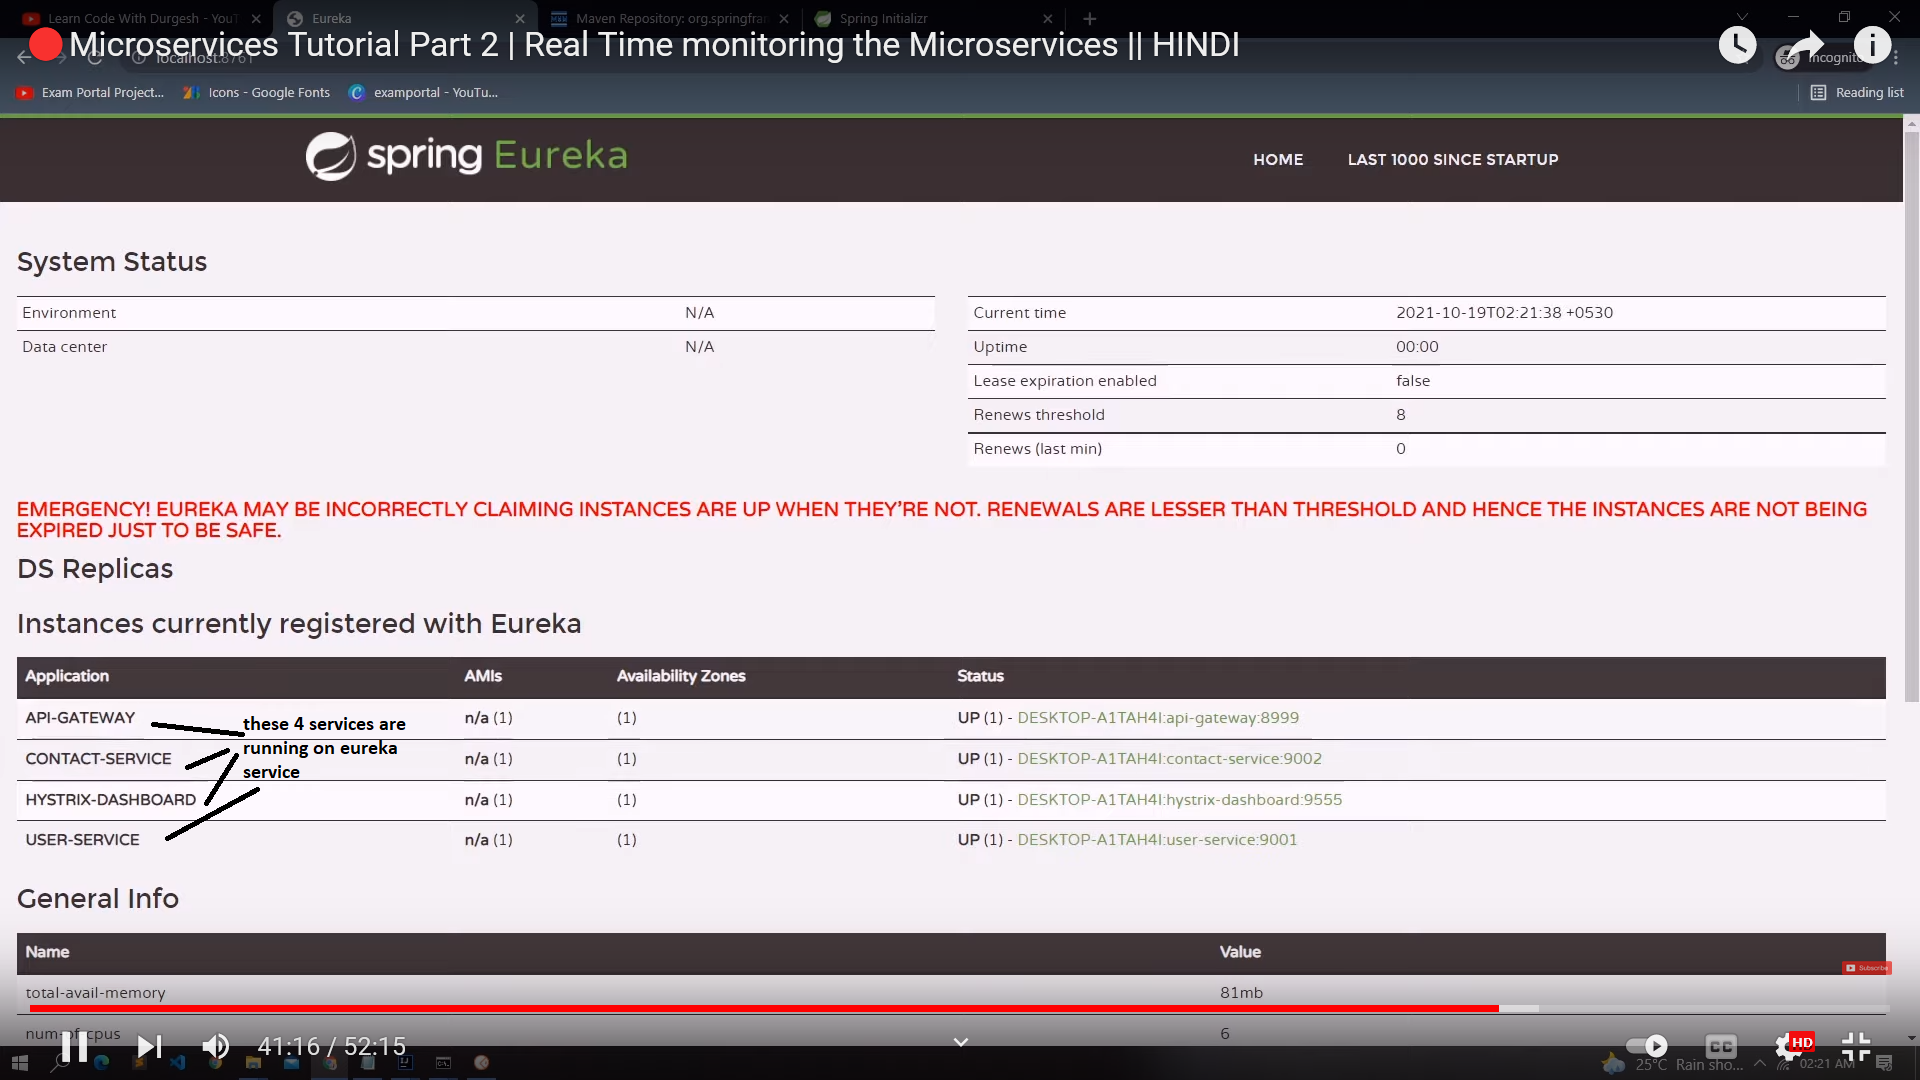 Learn Code With Durgesh - YouT
Eureka
Maven Repository: org.springfra
Spring Initializr
Microservices Tutorial Part 2 | Real Time monitoring the Microservices || HINDI
localhost:8761
Incognito
Exam Portal Project...
Icons - Google Fonts
examportal - YouTu...
Reading list
spring Eureka
HOME
LAST 1000 SINCE STARTUP
System Status
Environment N/A
Data center N/A
Current time 2021-10-19T02:21:38 +0530
Uptime 00:00
Lease expiration enabled false
Renews threshold 8
Renews (last min) 0
EMERGENCY! EUREKA MAY BE INCORRECTLY CLAIMING INSTANCES ARE UP WHEN THEY'RE NOT. RENEWALS ARE LESSER THAN THRESHOLD AND HENCE THE INSTANCES ARE NOT BEING
EXPIRED JUST TO BE SAFE.
DS Replicas
Instances currently registered with Eureka
Application AMIs Availability Zones Status
API-GATEWAY n/a (1) (1) UP (1) - DESKTOP-A1TAH4I:api-gateway:8999
CONTACT-SERVICE n/a (1) (1) UP (1) - DESKTOP-A1TAH4I:contact-service:9002
HYSTRIX-DASHBOARD n/a (1) (1) UP (1) - DESKTOP-A1TAH4I:hystrix-dashboard:9555
USER-SERVICE n/a (1) (1) UP (1) - DESKTOP-A1TAH4I:user-service:9001
these 4 services are
running on eureka
service
General Info
Name Value
total-avail-memory 81mb
num-of-cpus 6
Subscribe
41:16 / 52:15
CC
HD
25°C Rain sho...
02:21 AM